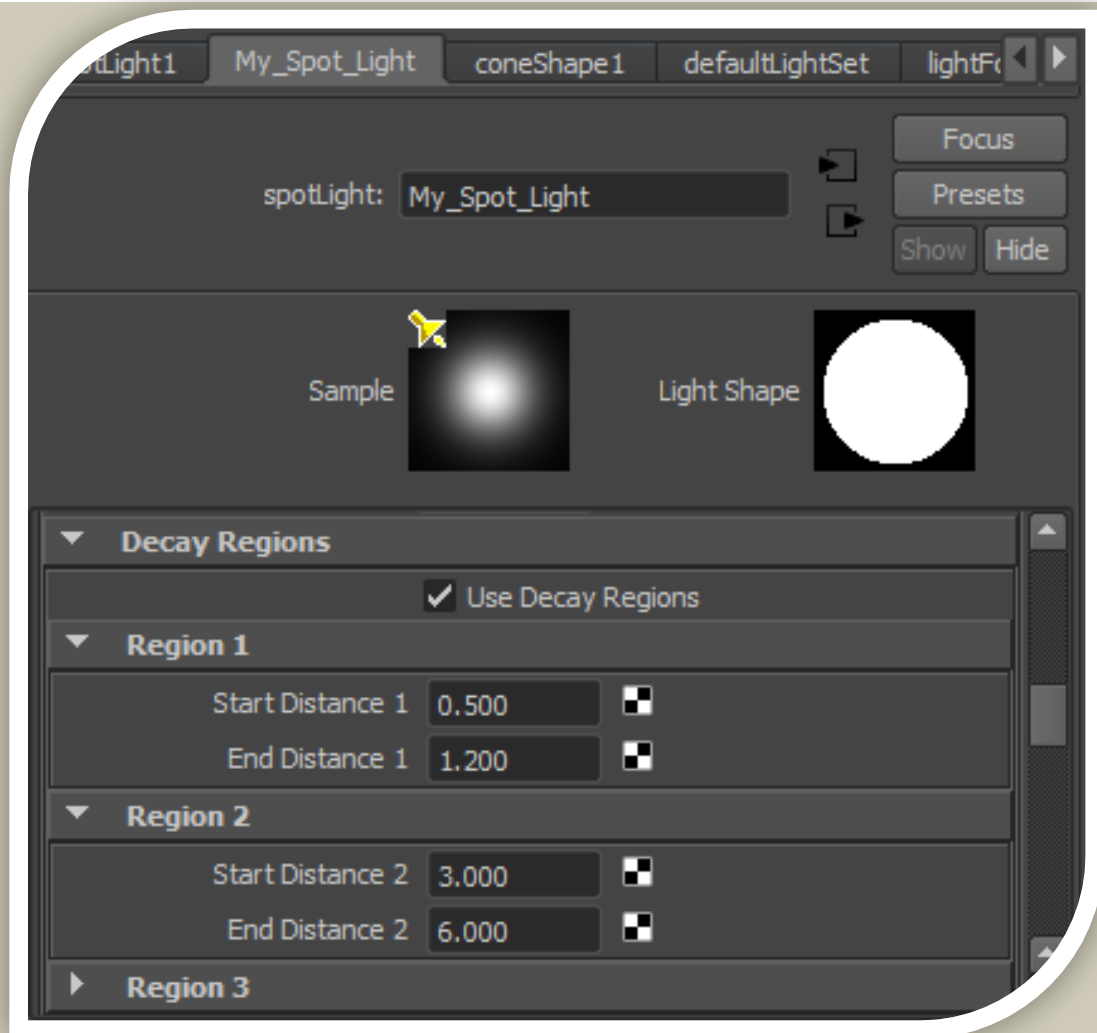 My_Spot_Light coneShape1 defaultLightSet
Focus
spotLight: My_Spot_Light
Presets
Show Hide
Sample
Light Shape
Decay Regions
Use Decay Regions
Region 1
Start Distance 1 0.500
End Distance 1 1.200
Region 2
Start Distance 2 3.000
End Distance 2 6.000
Region 3